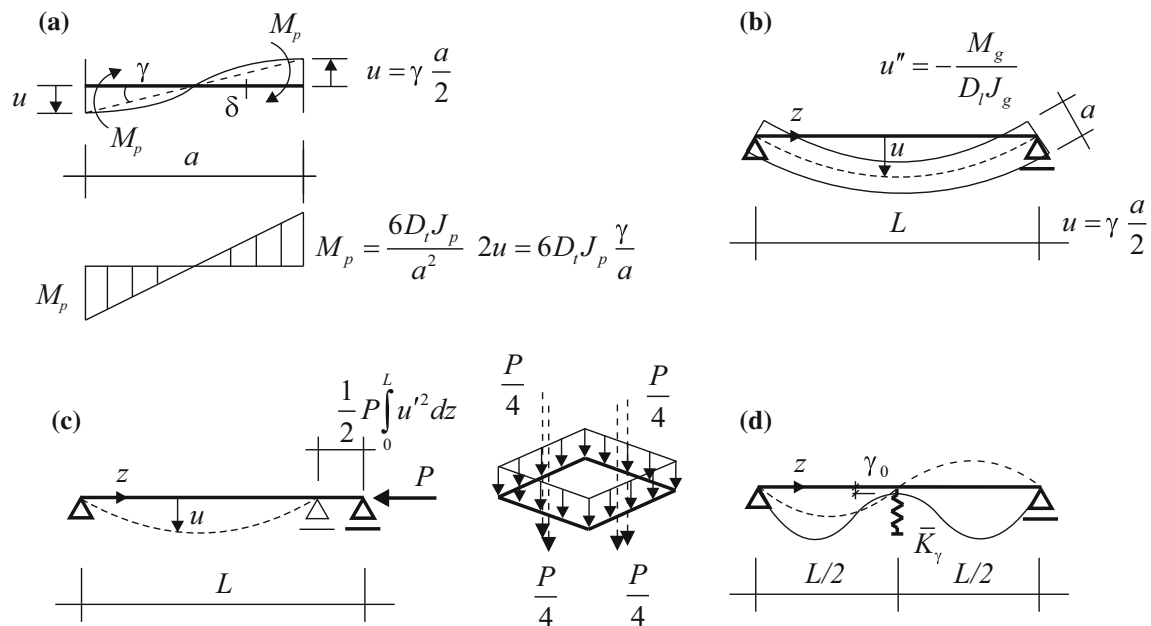 (a)
M_p
γ
u = γ a/2
u
δ
M_p
a
M_p = 6D_t J_p / a² 2u = 6D_t J_p γ/a
M_p
(b)
u″ = − M_g / D_l J_g
z
a
u
L
u = γ a/2
(c)
1/2 P ∫₀ᴸ u′² dz
P
z
u
L
P/4
P/4
P/4
P/4
(d)
z
γ₀
K̄_γ
L/2
L/2